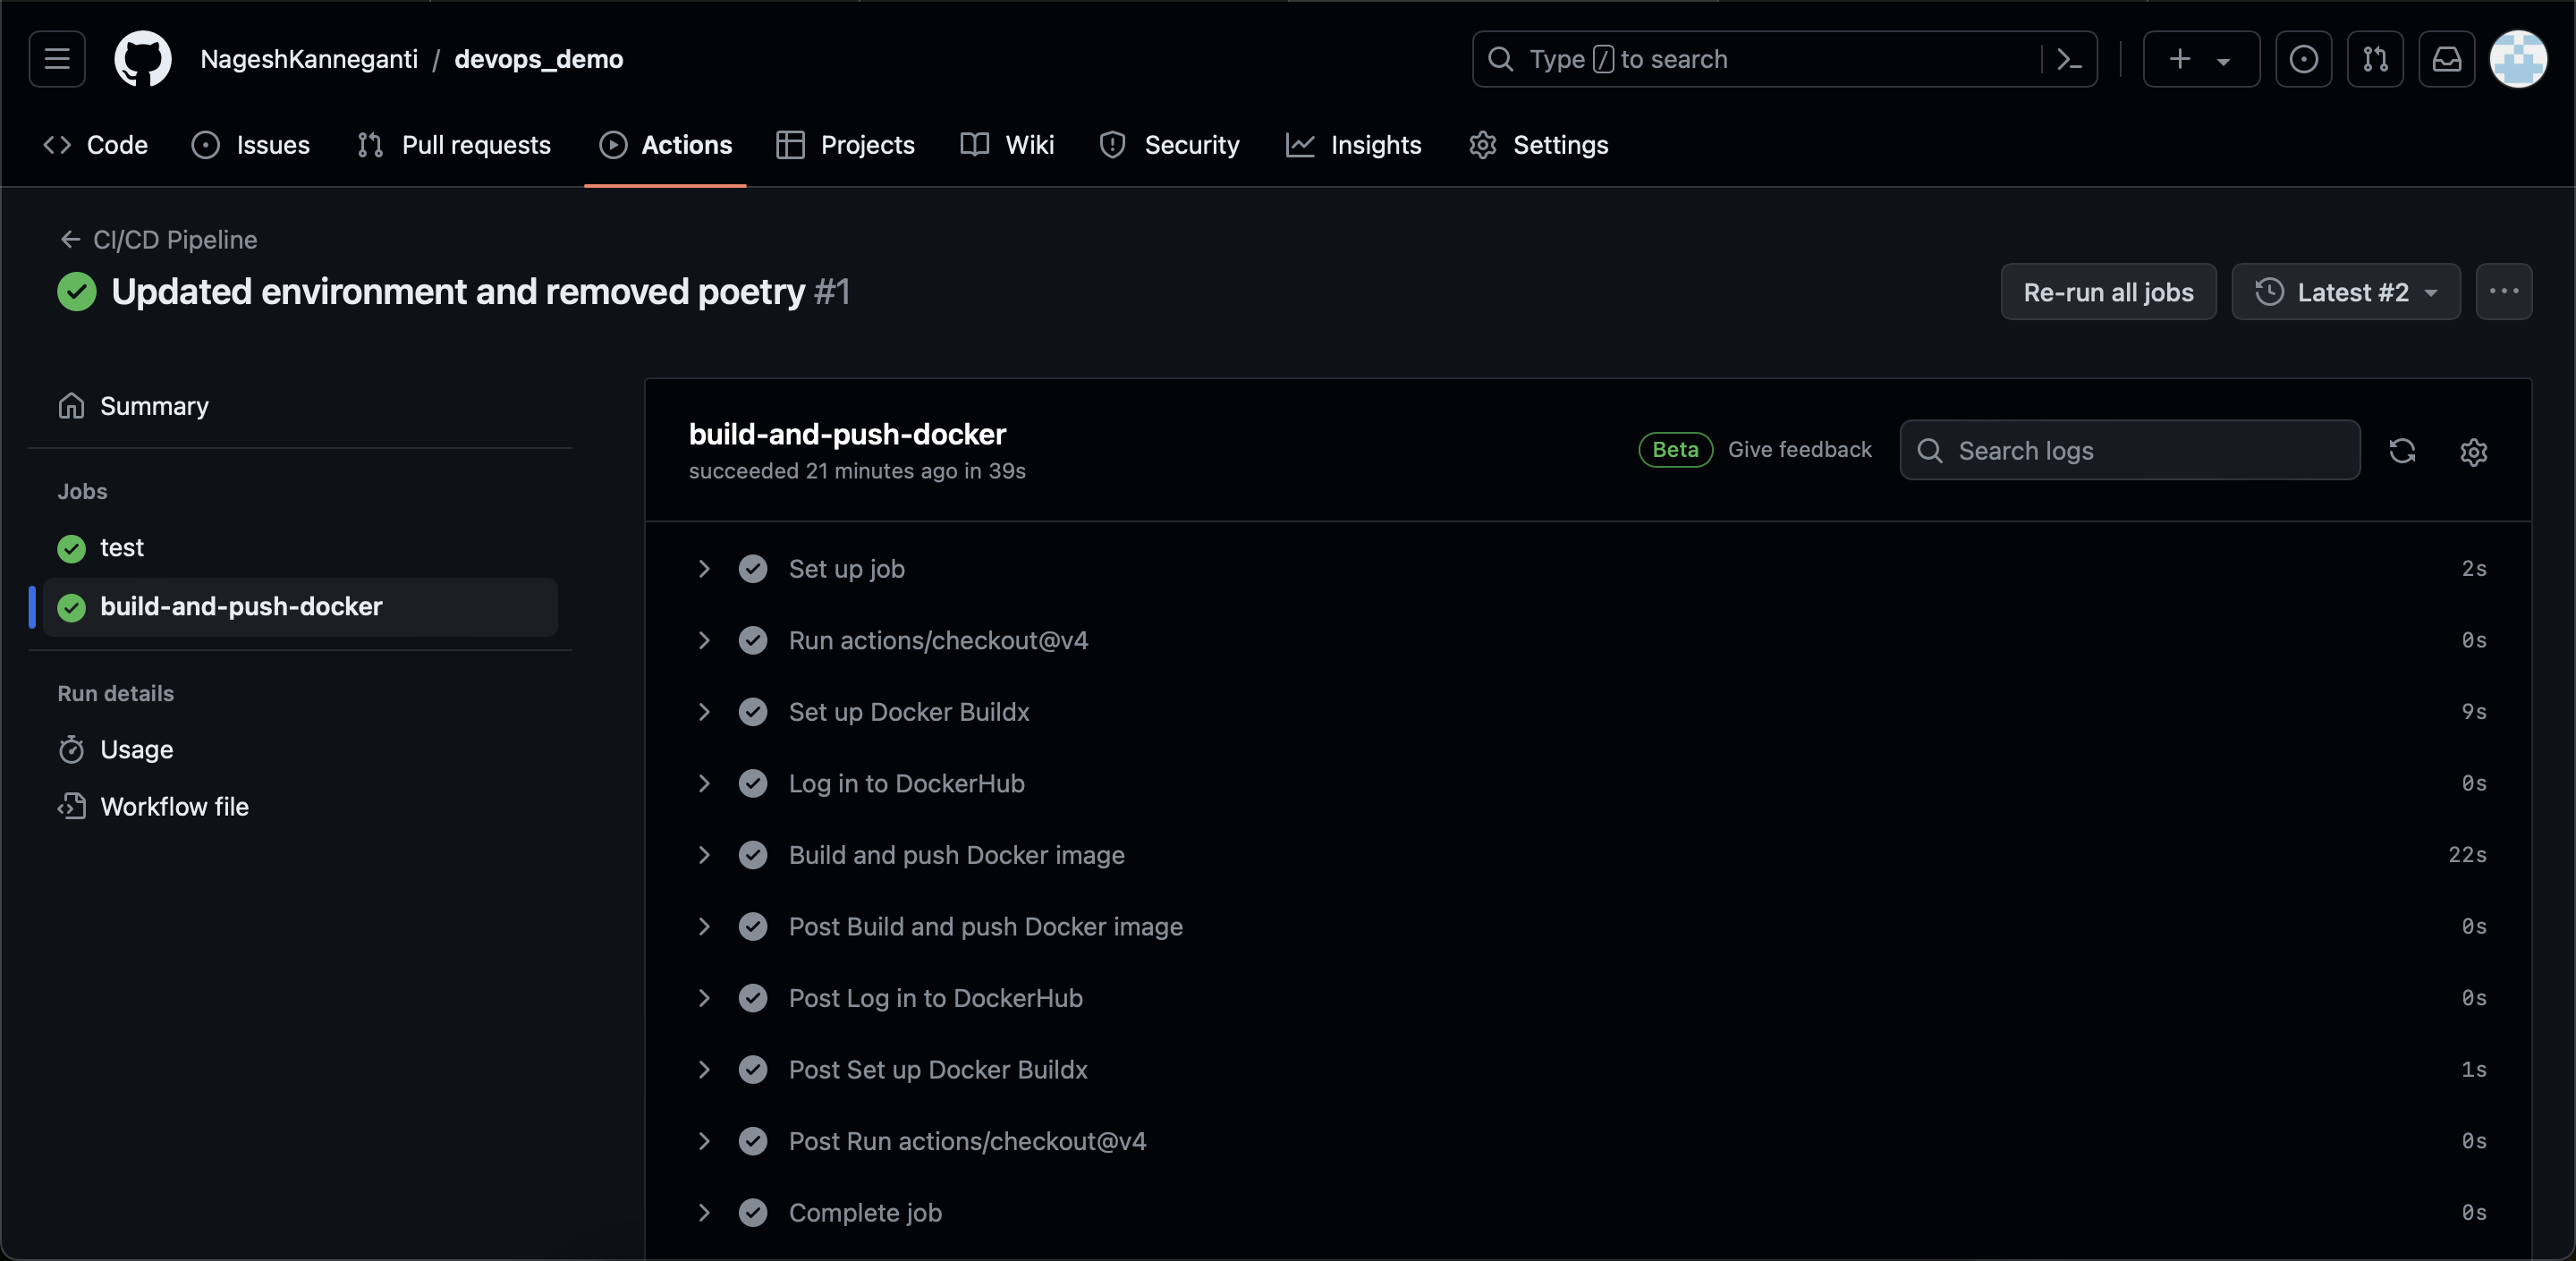 NageshKanneganti / devops_demo
Type / to search
Code Issues Pull requests Actions Projects Wiki Security Insights Settings
CI/CD Pipeline
Updated environment and removed poetry #1
Re-run all jobs
Latest #2
Summary
Jobs
test
build-and-push-docker
Run details
Usage
Workflow file
build-and-push-docker
succeeded 21 minutes ago in 39s
Beta Give feedback
Search logs
Set up job 2s
Run actions/checkout@v4 0s
Set up Docker Buildx 9s
Log in to DockerHub 0s
Build and push Docker image 22s
Post Build and push Docker image 0s
Post Log in to DockerHub 0s
Post Set up Docker Buildx 1s
Post Run actions/checkout@v4 0s
Complete job 0s